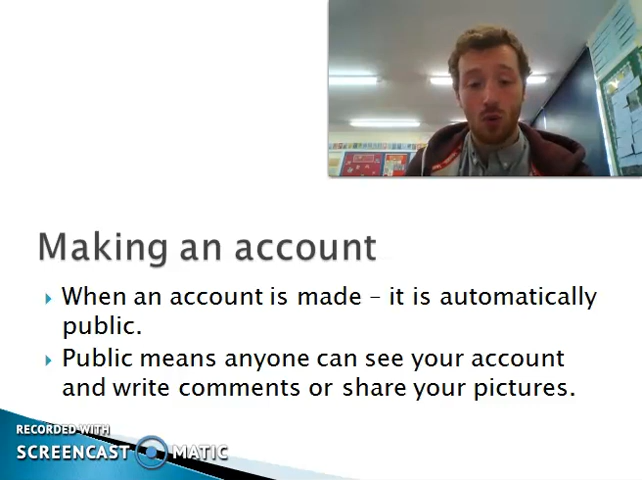 Making an account
When an account is made – it is automatically
public.
Public means anyone can see your account
and write comments or share your pictures.
RECORDED WITH
SCREENCAST MATIC